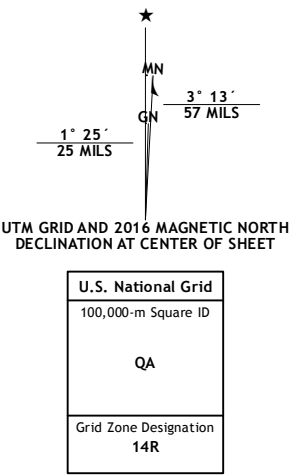 ★
MN
GN
3° 13´
57 MILS
1° 25´
25 MILS
UTM GRID AND 2016 MAGNETIC NORTH
DECLINATION AT CENTER OF SHEET
U.S. National Grid
100,000-m Square ID
QA
Grid Zone Designation
14R